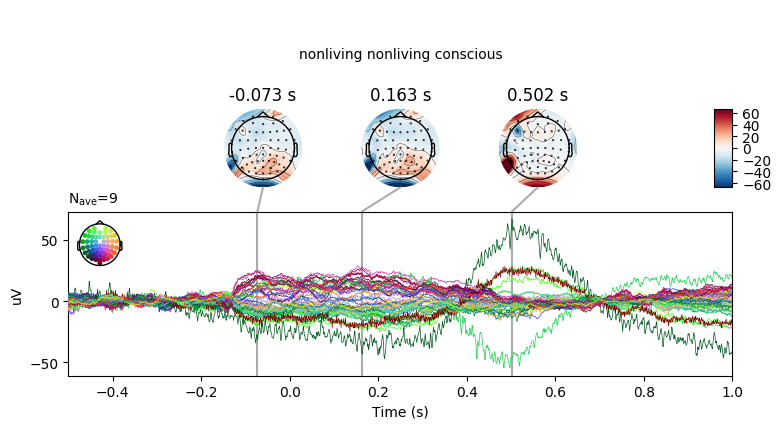 nonliving nonliving conscious
-0.073 s 0.163 s 0.502 s
60
40
20
0
−20
−40
−60
Nave=9
50
0
−50
uV
−0.4 −0.2 0.0 0.2 0.4 0.6 0.8 1.0
Time (s)